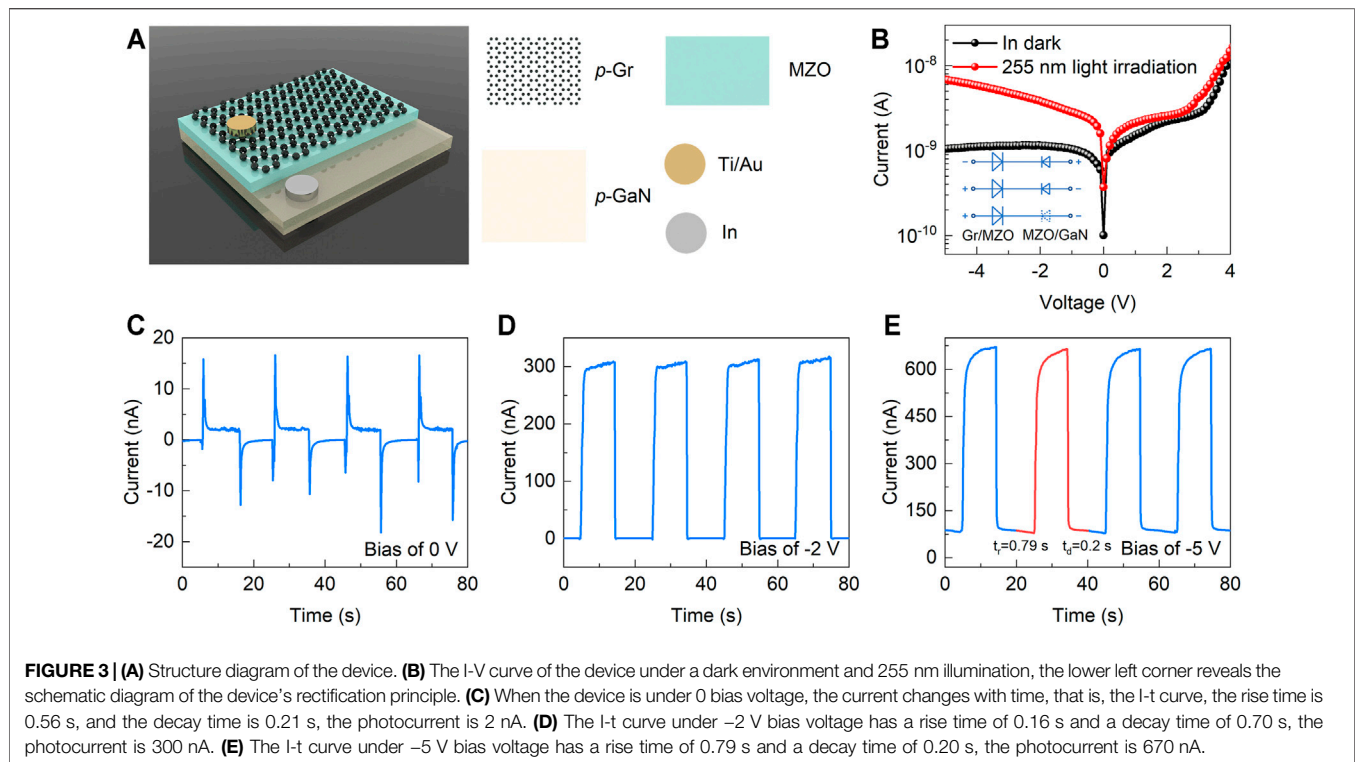 A
p-Gr
MZO
p-GaN
Ti/Au
In
B
In dark
255 nm light irradiation
Current (A)
10⁻⁸
10⁻⁹
10⁻¹⁰
- +
+ -
+ -
Gr/MZO MZO/GaN
-4 -2 0 2 4
Voltage (V)
C
Current (nA)
20
10
0
-10
-20
Bias of 0 V
0 20 40 60 80
Time (s)
D
Current (nA)
300
200
100
0
Bias of -2 V
0 20 40 60 80
Time (s)
E
Current (nA)
600
450
300
150
0
tᵣ=0.79 s t_d=0.2 s Bias of -5 V
0 20 40 60 80
Time (s)
FIGURE 3 | (A) Structure diagram of the device. (B) The I-V curve of the device under a dark environment and 255 nm illumination, the lower left corner reveals the
schematic diagram of the device's rectification principle. (C) When the device is under 0 bias voltage, the current changes with time, that is, the I-t curve, the rise time is
0.56 s, and the decay time is 0.21 s, the photocurrent is 2 nA. (D) The I-t curve under −2 V bias voltage has a rise time of 0.16 s and a decay time of 0.70 s, the
photocurrent is 300 nA. (E) The I-t curve under −5 V bias voltage has a rise time of 0.79 s and a decay time of 0.20 s, the photocurrent is 670 nA.